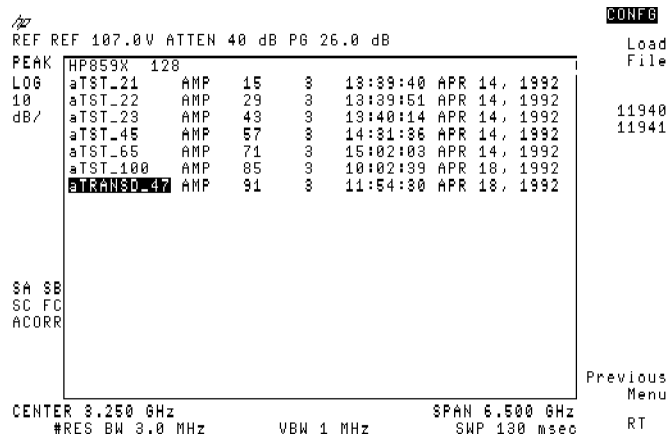 hp
CONFG
REF REF 107.0V ATTEN 40 dB PG 26.0 dB
Load
File
PEAK
LOG
10
dB/
HP859X 128
aTST_21 AMP 15 3 13:39:40 APR 14, 1992
aTST_22 AMP 29 3 13:39:51 APR 14, 1992
aTST_23 AMP 43 3 13:40:14 APR 14, 1992
aTST_45 AMP 57 3 14:31:36 APR 14, 1992
aTST_65 AMP 71 3 15:02:03 APR 14, 1992
aTST_100 AMP 85 3 10:02:39 APR 18, 1992
aTRANSD_47 AMP 91 3 11:54:30 APR 18, 1992
11940
11941
SA SB
SC FC
ACORR
Previous
Menu
CENTER 3.250 GHz SPAN 6.500 GHz
#RES BW 3.0 MHz VBW 1 MHz SWP 130 msec
RT